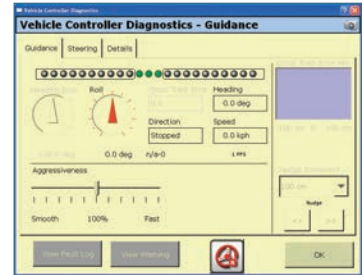 Vehicle Controller Diagnostics
Vehicle Controller Diagnostics - Guidance
Guidance Steering Details
Roll
Heading
0.0 deg
Direction
Stopped
Speed
0.0 kph
0.0 deg n/a-0 1 PPS
Aggressiveness
Smooth 100% Fast
Nudge
<< >>
View Fault Log
View Warning
OK